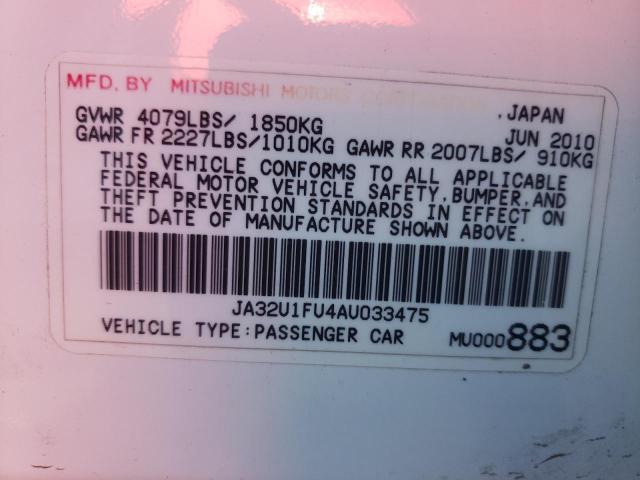 MFD. BY MITSUBISHI MOTORS CORPORATION, JAPAN
GVWR 4079LBS/ 1850KG JUN 2010
GAWR FR 2227LBS/1010KG GAWR RR 2007LBS/ 910KG
THIS VEHICLE CONFORMS TO ALL APPLICABLE
FEDERAL MOTOR VEHICLE SAFETY, BUMPER, AND
THEFT PREVENTION STANDARDS IN EFFECT ON
THE DATE OF MANUFACTURE SHOWN ABOVE.
JA32U1FU4AU033475
VEHICLE TYPE:PASSENGER CAR MU000883